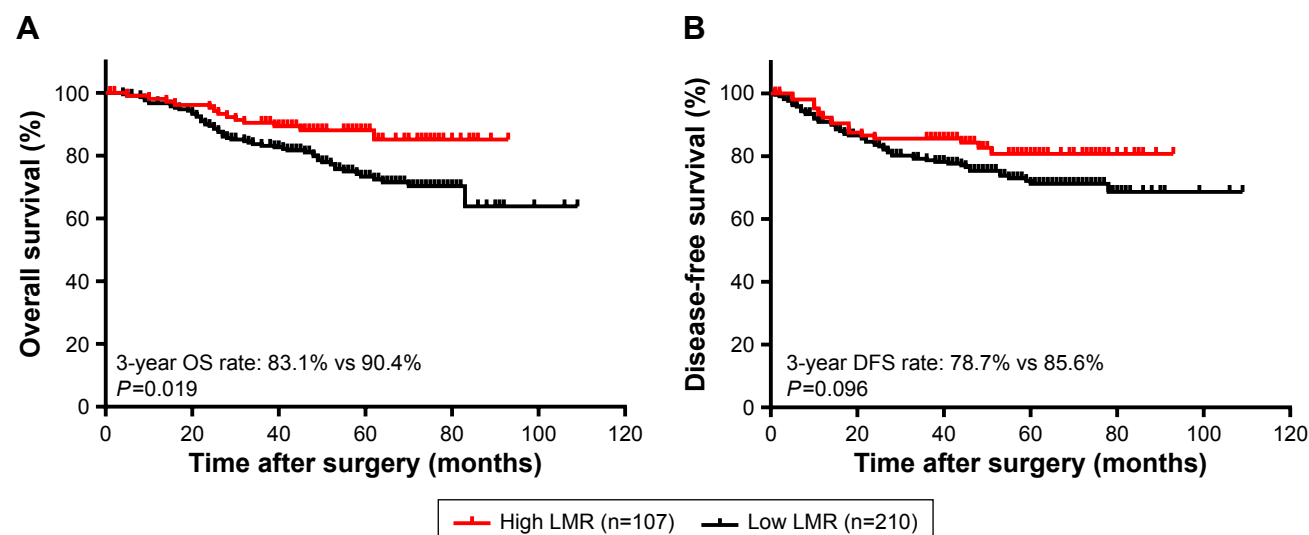 A
Overall survival (%)
100
80
60
40
20
0
0 20 40 60 80 100 120
Time after surgery (months)
3-year OS rate: 83.1% vs 90.4%
P=0.019
B
Disease-free survival (%)
100
80
60
40
20
0
0 20 40 60 80 100 120
Time after surgery (months)
3-year DFS rate: 78.7% vs 85.6%
P=0.096
High LMR (n=107) Low LMR (n=210)